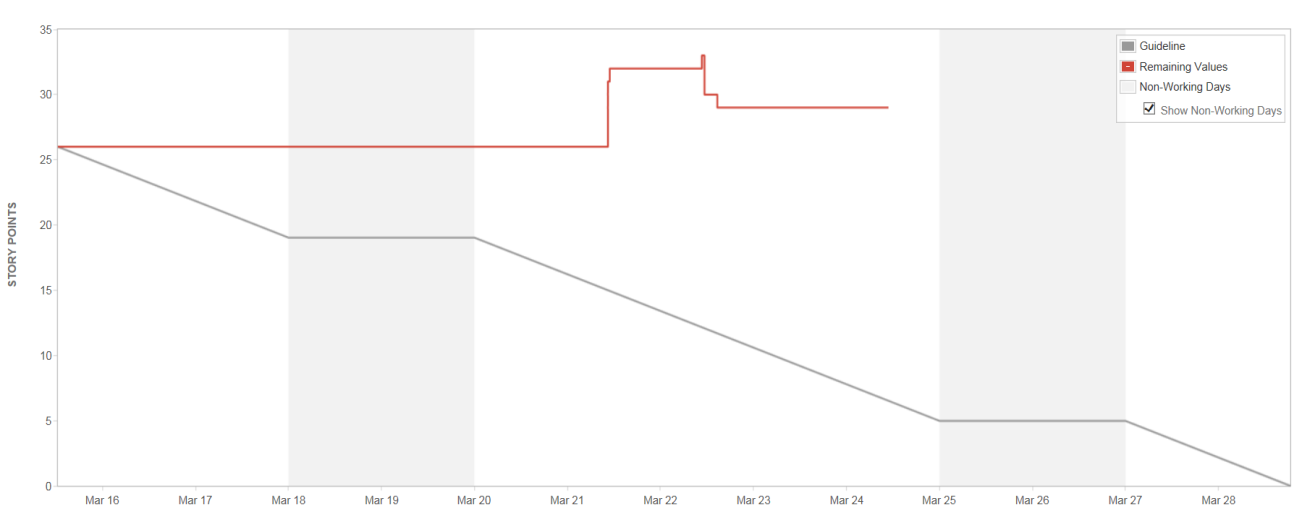 35
30
25
20
15
10
5
0
STORY POINTS
Mar 16 Mar 17 Mar 18 Mar 19 Mar 20 Mar 21 Mar 22 Mar 23 Mar 24 Mar 25 Mar 26 Mar 27 Mar 28
Guideline
Remaining Values
Non-Working Days
Show Non-Working Days